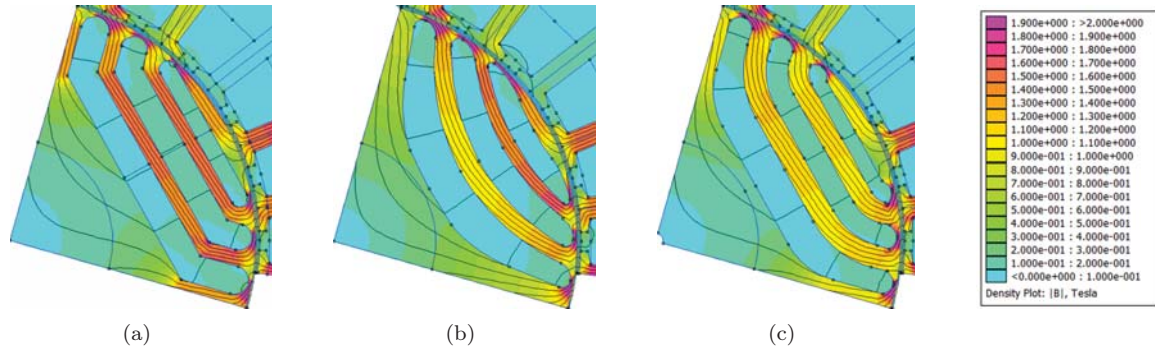 1.900e+000 : >2.000e+000
1.800e+000 : 1.900e+000
1.700e+000 : 1.800e+000
1.600e+000 : 1.700e+000
1.500e+000 : 1.600e+000
1.400e+000 : 1.500e+000
1.300e+000 : 1.400e+000
1.200e+000 : 1.300e+000
1.100e+000 : 1.200e+000
1.000e+000 : 1.100e+000
9.000e-001 : 1.000e+000
8.000e-001 : 9.000e-001
7.000e-001 : 8.000e-001
6.000e-001 : 7.000e-001
5.000e-001 : 6.000e-001
4.000e-001 : 5.000e-001
3.000e-001 : 4.000e-001
2.000e-001 : 3.000e-001
1.000e-001 : 2.000e-001
<0.000e+000 : 1.000e-001
Density Plot: |B|, Tesla
(a)
(b)
(c)